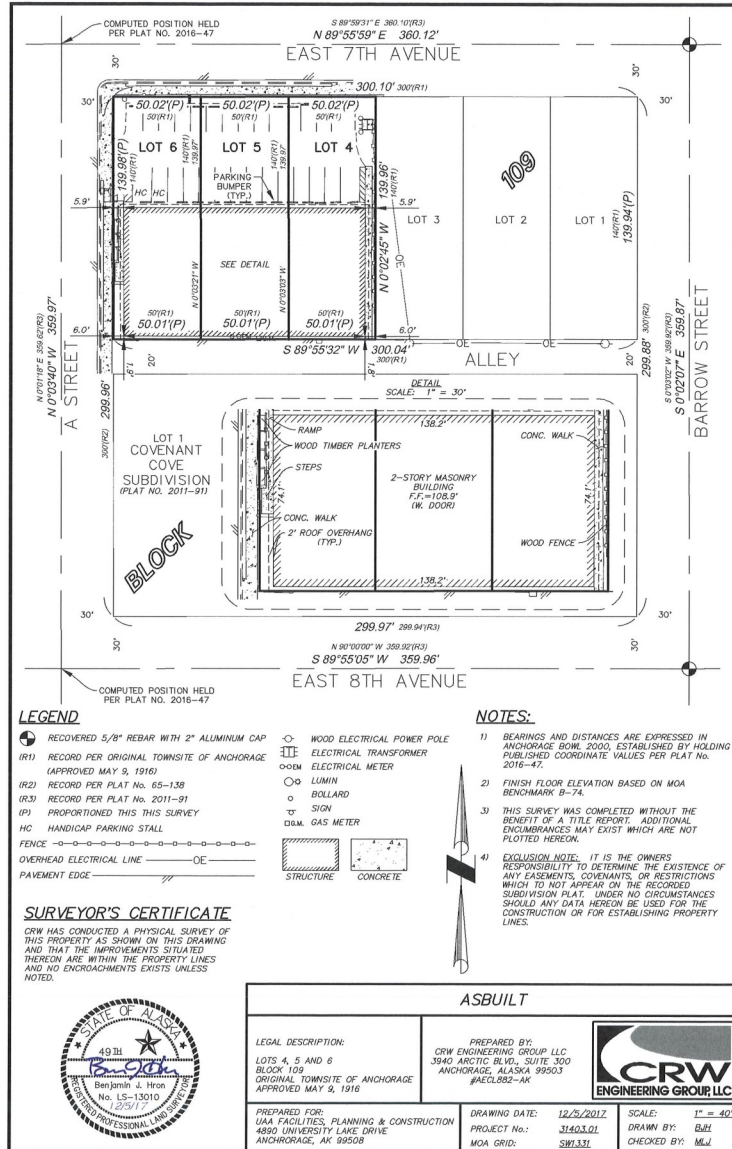 COMPUTED POSITION HELD
PER PLAT NO. 2016-47
S 89°59'31" E 360.10'(R3)
N 89°55'59" E 360.12'
EAST 7TH AVENUE
30'
30'
30'
30'
300.10' 300'(R1)
50.02'(P) 50.02'(P) 50.02'(P)
50'(R1) 50'(R1) 50'(R1)
LOT 6 LOT 5 LOT 4
139.98'(P)
140'(R1)
140'(R1)
139.97'
140'(R1)
139.97'
139.96'
140'(R1)
HC HC
PARKING
BUMPER
(TYP.)
109
LOT 3 LOT 2 LOT 1
140'(R1)
139.94'(P)
5.9' 5.9'
N 0°02'45" W
OE
SEE DETAIL
N 0°03'21" W
N 0°03'03" W
50'(R1) 50'(R1) 50'(R1)
50.01'(P) 50.01'(P) 50.01'(P)
6.0' 6.0'
S 89°55'32" W 300.04'
300'(R1)
OE OE
ALLEY
20' 20'
1.9' 1.8'
N 0°01'18" E 359.62'(R3)
N 0°03'40" W 359.97'
A STREET
299.96'
300'(R2)
299.88' 300'(R2)
S 0°03'02" W 359.92'(R3)
S 0°02'07" E 359.87'
BARROW STREET
LOT 1
COVENANT
COVE
SUBDIVISION
(PLAT NO. 2011-91)
BLOCK
DETAIL
SCALE: 1" = 30'
138.2'
RAMP
WOOD TIMBER PLANTERS
STEPS
74.1'
CONC. WALK
2' ROOF OVERHANG
(TYP.)
2-STORY MASONRY
BUILDING
F.F.=108.9'
(W. DOOR)
CONC. WALK
74.1'
WOOD FENCE
138.2'
30' 30'
299.97' 299.94'(R3)
30' 30'
N 90°00'00" W 359.92'(R3)
S 89°55'05" W 359.96'
EAST 8TH AVENUE
COMPUTED POSITION HELD
PER PLAT NO. 2016-47
LEGEND
RECOVERED 5/8" REBAR WITH 2" ALUMINUM CAP
(R1) RECORD PER ORIGINAL TOWNSITE OF ANCHORAGE
(APPROVED MAY 9, 1916)
(R2) RECORD PER PLAT No. 65-138
(R3) RECORD PER PLAT No. 2011-91
(P) PROPORTIONED THIS THIS SURVEY
HC HANDICAP PARKING STALL
FENCE
OVERHEAD ELECTRICAL LINE OE
PAVEMENT EDGE
WOOD ELECTRICAL POWER POLE
ELECTRICAL TRANSFORMER
EM ELECTRICAL METER
LUMIN
BOLLARD
SIGN
G.M. GAS METER
STRUCTURE CONCRETE
NOTES:
1) BEARINGS AND DISTANCES ARE EXPRESSED IN
ANCHORAGE BOWL 2000, ESTABLISHED BY HOLDING
PUBLISHED COORDINATE VALUES PER PLAT No.
2016-47.
2) FINISH FLOOR ELEVATION BASED ON MOA
BENCHMARK B-74.
3) THIS SURVEY WAS COMPLETED WITHOUT THE
BENEFIT OF A TITLE REPORT. ADDITIONAL
ENCUMBRANCES MAY EXIST WHICH ARE NOT
PLOTTED HEREON.
4) EXCLUSION NOTE: IT IS THE OWNERS
RESPONSIBILITY TO DETERMINE THE EXISTENCE OF
ANY EASEMENTS, COVENANTS, OR RESTRICTIONS
WHICH TO NOT APPEAR ON THE RECORDED
SUBDIVISION PLAT. UNDER NO CIRCUMSTANCES
SHOULD ANY DATA HEREON BE USED FOR THE
CONSTRUCTION OR FOR ESTABLISHING PROPERTY
LINES.
SURVEYOR'S CERTIFICATE
CRW HAS CONDUCTED A PHYSICAL SURVEY OF
THIS PROPERTY AS SHOWN ON THIS DRAWING
AND THAT THE IMPROVEMENTS SITUATED
THEREON ARE WITHIN THE PROPERTY LINES
AND NO ENCROACHMENTS EXISTS UNLESS
NOTED.
STATE OF ALASKA
49 TH
Benjamin J. Hron
No. LS-13010
12/5/17
REGISTERED PROFESSIONAL LAND SURVEYOR
ASBUILT
LEGAL DESCRIPTION:
LOTS 4, 5 AND 6
BLOCK 109
ORIGINAL TOWNSITE OF ANCHORAGE
APPROVED MAY 9, 1916
PREPARED BY:
CRW ENGINEERING GROUP LLC
3940 ARCTIC BLVD., SUITE 300
ANCHORAGE, ALASKA 99503
#AECL882-AK
CRW
ENGINEERING GROUP, LLC
PREPARED FOR:
UAA FACILITIES, PLANNING & CONSTRUCTION
4890 UNIVERSITY LAKE DRIVE
ANCHRORAGE, AK 99508
DRAWING DATE: 12/5/2017
PROJECT No.: 31403.01
MOA GRID: SW1331
SCALE: 1" = 40'
DRAWN BY: BJH
CHECKED BY: MLJ